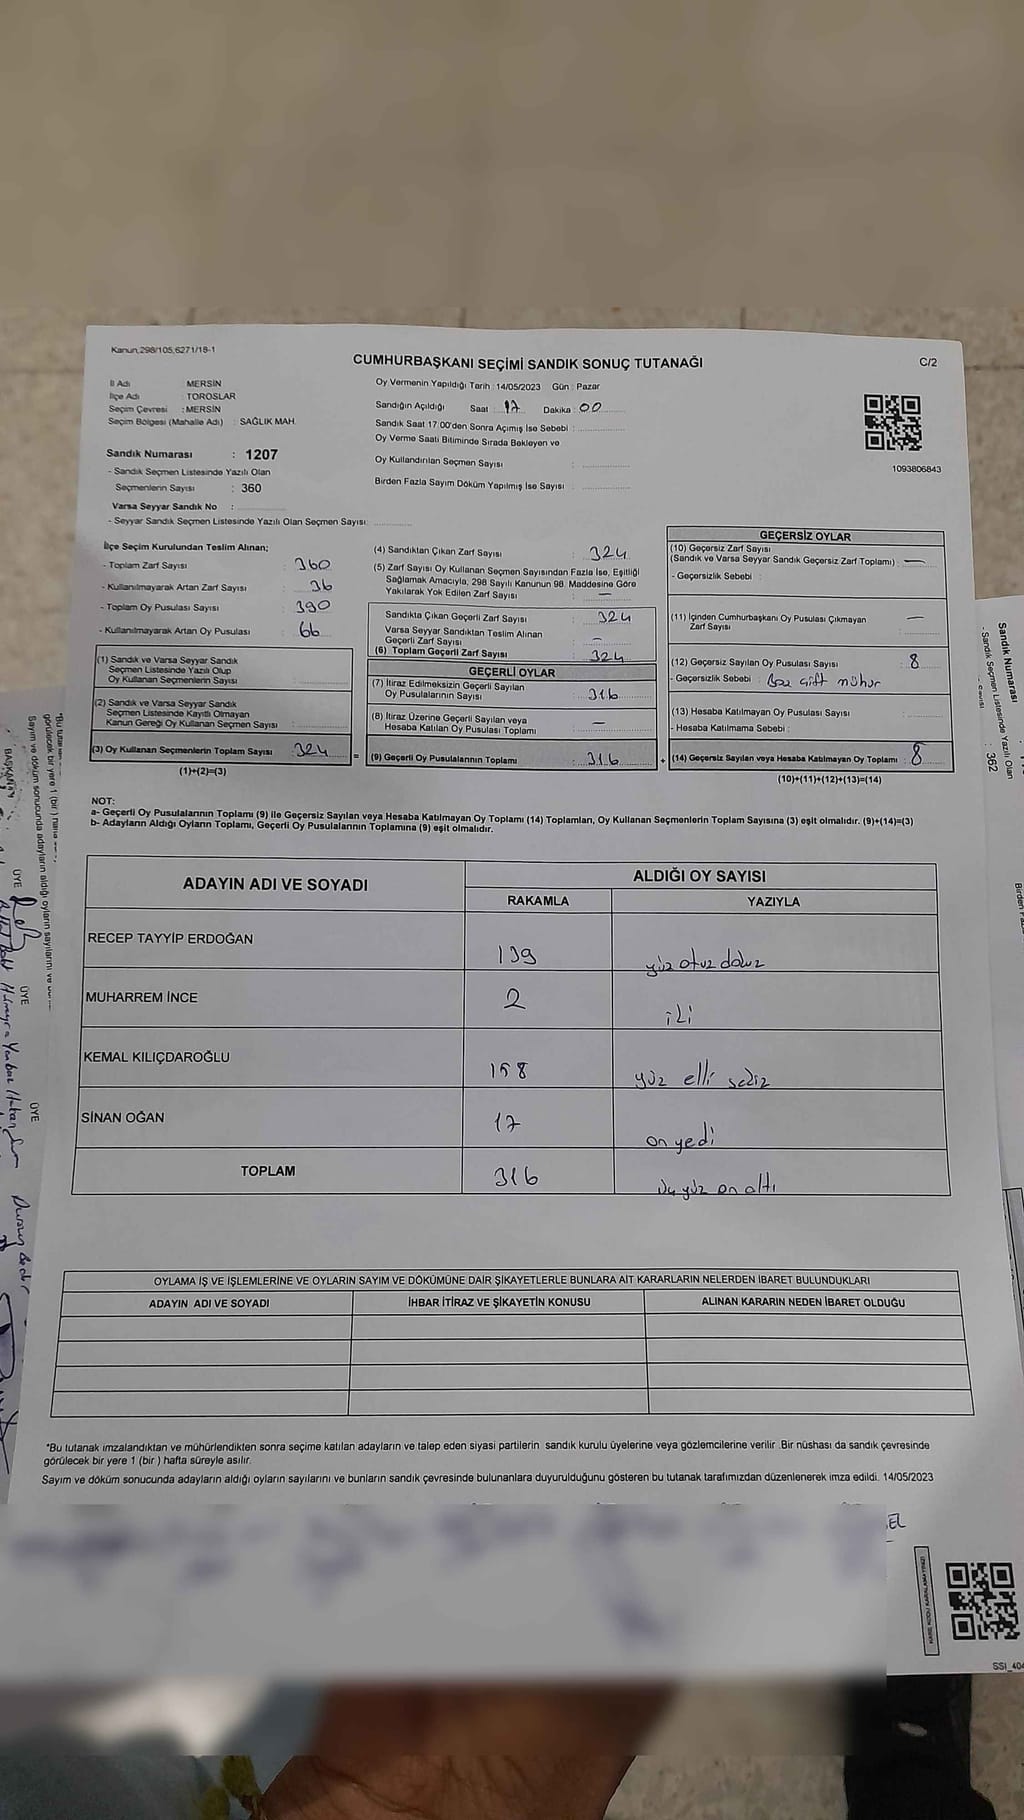 Kanun,298/105,6271/18-1
CUMHURBAŞKANI SEÇİMİ SANDIK SONUÇ TUTANAĞI
C/2
İl Adı : MERSİN
İlçe Adı : TOROSLAR
Seçim Çevresi : MERSİN
Seçim Bölgesi (Mahalle Adı) : SAĞLIK MAH.
Sandık Numarası : 1207
- Sandık Seçmen Listesinde Yazılı Olan
Seçmenlerin Sayısı : 360
Varsa Seyyar Sandık No :
- Seyyar Sandık Seçmen Listesinde Yazılı Olan Seçmen Sayısı:
Oy Vermenin Yapıldığı Tarih : 14/05/2023 Gün : Pazar
Sandığın Açıldığı Saat : 17 Dakika : 00
Sandık Saat 17:00'den Sonra Açımış İse Sebebi :
Oy Verme Saati Bitiminde Sırada Bekleyen ve
Oy Kullandırılan Seçmen Sayısı :
Birden Fazla Sayım Döküm Yapılmış İse Sayısı :
1093806843
İlçe Seçim Kurulundan Teslim Alınan;
- Toplam Zarf Sayısı : 360
- Kullanılmayarak Artan Zarf Sayısı : 36
- Toplam Oy Pusulası Sayısı : 390
- Kullanılmayarak Artan Oy Pusulası : 66
(1) Sandık ve Varsa Seyyar Sandık
Seçmen Listesinde Yazılı Olup
Oy Kullanan Seçmenlerin Sayısı
(2) Sandık ve Varsa Seyyar Sandık
Seçmen Listesinde Kayıtlı Olmayan
Kanun Gereği Oy Kullanan Seçmen Sayısı
(3) Oy Kullanan Seçmenlerin Toplam Sayısı 324
(1)+(2)=(3)
(4) Sandıktan Çıkan Zarf Sayısı : 324
(5) Zarf Sayısı Oy Kullanan Seçmen Sayısından Fazla İse, Eşitliği
Sağlamak Amacıyla, 298 Sayılı Kanunun 98. Maddesine Göre
Yakılarak Yok Edilen Zarf Sayısı : —
Sandıkta Çıkan Geçerli Zarf Sayısı : 324
Varsa Seyyar Sandıktan Teslim Alınan
Geçerli Zarf Sayısı : —
(6) Toplam Geçerli Zarf Sayısı : 324
GEÇERLİ OYLAR
(7) İtiraz Edilmeksizin Geçerli Sayılan
Oy Pusulalarının Sayısı : 316
(8) İtiraz Üzerine Geçerli Sayılan veya
Hesaba Katılan Oy Pusulası Toplamı : —
= (9) Geçerli Oy Pusulalarının Toplamı : 316
GEÇERSİZ OYLAR
(10) Geçersiz Zarf Sayısı
(Sandık ve Varsa Seyyar Sandık Geçersiz Zarf Toplamı) : —
- Geçersizlik Sebebi :
(11) İçinden Cumhurbaşkanı Oy Pusulası Çıkmayan
Zarf Sayısı : —
(12) Geçersiz Sayılan Oy Pusulası Sayısı : 8
- Geçersizlik Sebebi : çift mühür
(13) Hesaba Katılmayan Oy Pusulası Sayısı :
- Hesaba Katılmama Sebebi :
+ (14) Geçersiz Sayılan veya Hesaba Katılmayan Oy Toplamı : 8
(10)+(11)+(12)+(13)=(14)
NOT:
a- Geçerli Oy Pusulalarının Toplamı (9) ile Geçersiz Sayılan veya Hesaba Katılmayan Oy Toplamı (14) Toplamları, Oy Kullanan Seçmenlerin Toplam Sayısına (3) eşit olmalıdır. (9)+(14)=(3)
b- Adayların Aldığı Oyların Toplamı, Geçerli Oy Pusulalarının Toplamına (9) eşit olmalıdır.
ADAYIN ADI VE SOYADI
ALDIĞI OY SAYISI
RAKAMLA YAZIYLA
RECEP TAYYİP ERDOĞAN 139 yüz otuz dokuz
MUHARREM İNCE 2 iki
KEMAL KILIÇDAROĞLU 158 yüz elli sekiz
SİNAN OĞAN 17 on yedi
TOPLAM 316 üçyüz on altı
OYLAMA İŞ VE İŞLEMLERİNE VE OYLARIN SAYIM VE DÖKÜMÜNE DAİR ŞİKAYETLERLE BUNLARA AİT KARARLARIN NELERDEN İBARET BULUNDUKLARI
ADAYIN ADI VE SOYADI İHBAR İTİRAZ VE ŞİKAYETİN KONUSU ALINAN KARARIN NEDEN İBARET OLDUĞU
*Bu tutanak imzalandıktan ve mühürlendikten sonra seçime katılan adayların ve talep eden siyasi partilerin sandık kurulu üyelerine veya gözlemcilerine verilir .Bir nüshası da sandık çevresinde
görülecek bir yere 1 (bir ) hafta süreyle asılır.
Sayım ve döküm sonucunda adayların aldığı oyların sayılarını ve bunların sandık çevresinde bulunanlara duyurulduğunu gösteren bu tutanak tarafımızdan düzenlenerek imza edildi. 14/05/2023
KARE KODU KARALAMAYINIZ!
Sandık Numarası
- Sandık Seçmen Listesinde Yazılı Olan
: 362
görülecek bir yere 1 (bir )
Sayım ve döküm sonucunda adayların aldığı oyların sayılarını ve
BAŞKAN
ÜYE
ÜYE
ÜYE